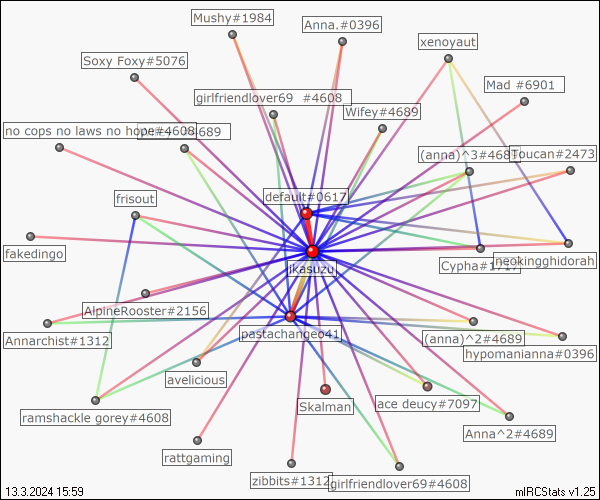 Mushy#1984
Anna.#0396
xenoyaut
Soxy Foxy#5076
Mad #6901
girlfriendlover69 #4608
Wifey#4689
no cops no laws no hope#4608
#4689
(anna)^3#4689
Toucan#2473
default#0617
frisout
fakedingo
ikasuzu
Cypha#1717
neokingghidorah
AlpineRooster#2156
Annarchist#1312
pastachangeo41
(anna)^2#4689
hypomanianna#0396
avelicious
Skalman
ace deucy#7097
ramshackle gorey#4608
Anna^2#4689
rattgaming
zibbits#1312
girlfriendlover69#4608
13.3.2024 15:59
mIRCStats v1.25